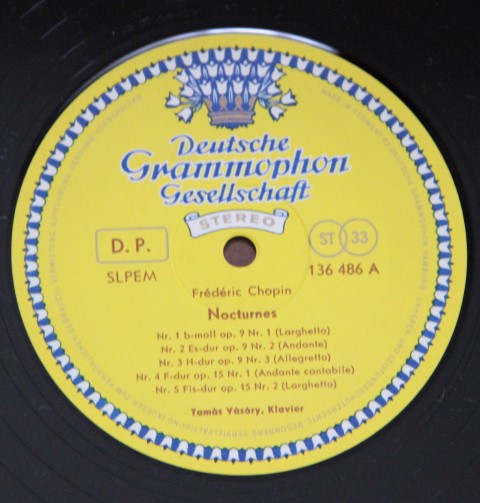 Deutsche
Grammophon
Gesellschaft
STEREO
D. P.
SLPEM
ST 33
136 486 A
Frédéric Chopin
Nocturnes
Nr. 1 b-moll op. 9 Nr. 1 (Larghetto)
Nr. 2 Es-dur op. 9 Nr. 2 (Andante)
Nr. 3 H-dur op. 9 Nr. 3 (Allegretto)
Nr. 4 F-dur op. 15 Nr. 1 (Andante cantabile)
Nr. 5 Fis-dur op. 15 Nr. 2 (Larghetto)
Tamás Vásáry, Klavier